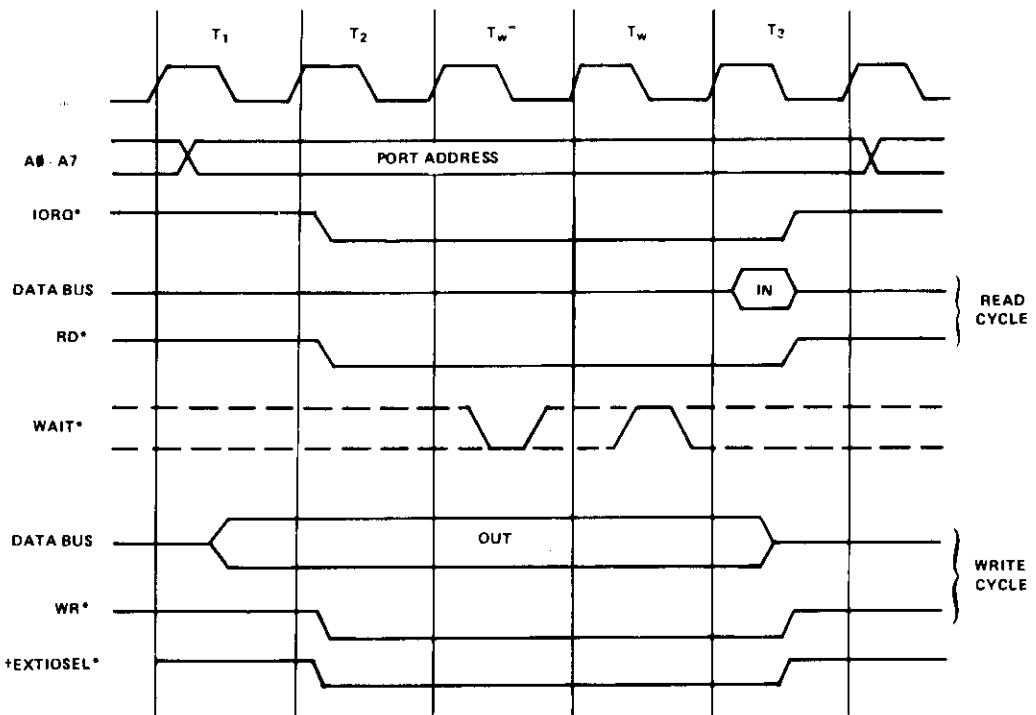 T1 T2 Tw* Tw T3
A0 - A7 PORT ADDRESS
IORQ*
DATA BUS IN
READ
CYCLE
RD*
WAIT*
DATA BUS OUT
WRITE
CYCLE
WR*
†EXTIOSEL*